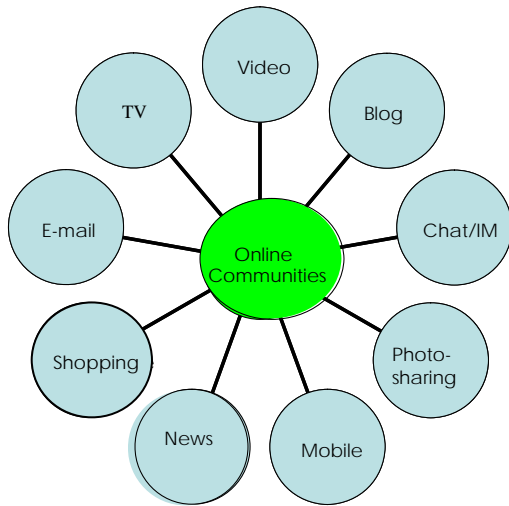 Video
TV
Blog
E-mail
Chat/IM
Online
Communities
Shopping
Photo-
sharing
News
Mobile